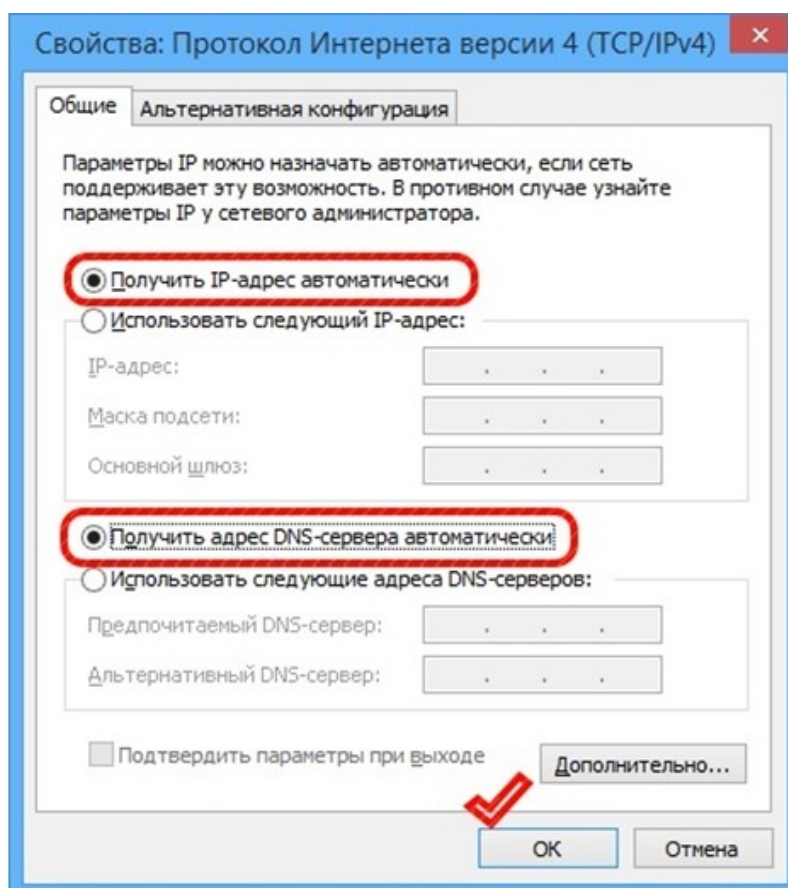 Свойства: Протокол Интернета версии 4 (TCP/IPv4)
Общие
Альтернативная конфигурация
Параметры IP можно назначать автоматически, если сеть
поддерживает эту возможность. В противном случае узнайте
параметры IP у сетевого администратора.
Получить IP-адрес автоматически
Использовать следующий IP-адрес:
IP-адрес:
Маска подсети:
Основной шлюз:
Получить адрес DNS-сервера автоматически
Использовать следующие адреса DNS-серверов:
Предпочитаемый DNS-сервер:
Альтернативный DNS-сервер:
Подтвердить параметры при выходе
Дополнительно...
ОК
Отмена